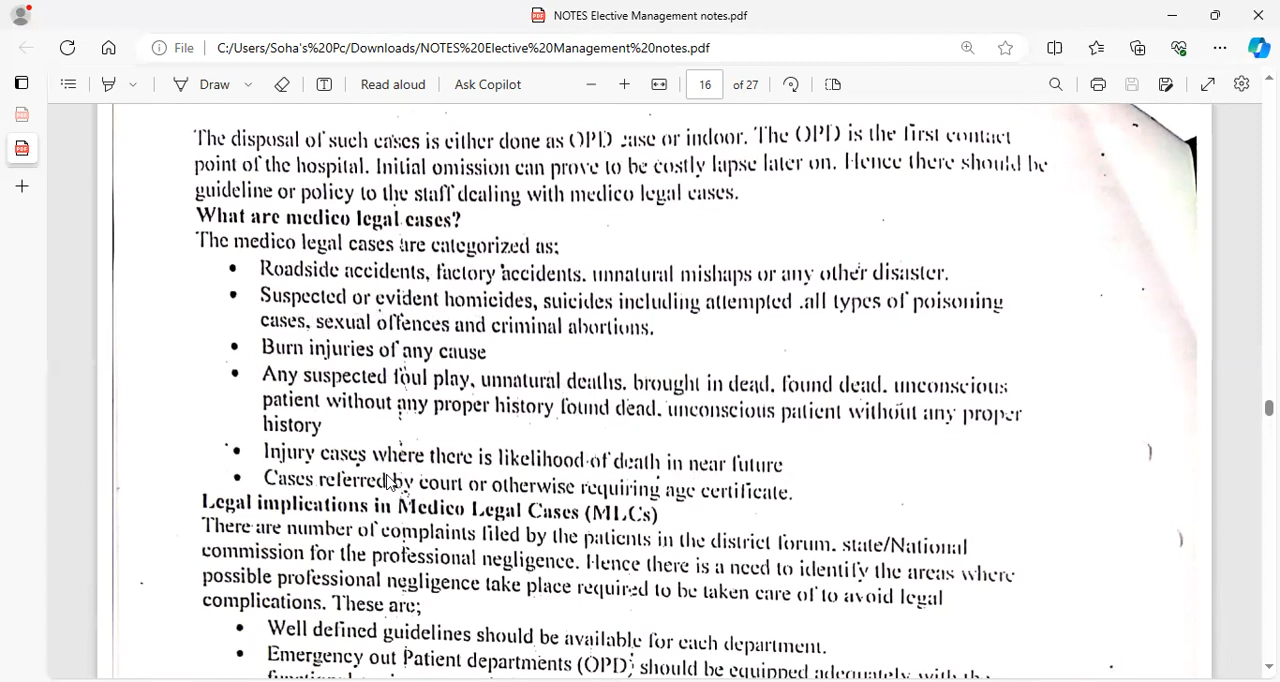 NOTES Elective Management notes.pdf
File C:/Users/Soha's%20Pc/Downloads/NOTES%20Elective%20Management%20notes.pdf
Draw Read aloud Ask Copilot 16 of 27
The disposal of such cases is either done as OPD case or indoor. The OPD is the first contact
point of the hospital. Initial omission can prove to be costly lapse later on. Hence there should be
guideline or policy to the staff dealing with medico legal cases.
What are medico legal cases?
The medico legal cases are categorized as;
• Roadside accidents, factory accidents. unnatural mishaps or any other disaster.
• Suspected or evident homicides, suicides including attempted .all types of poisoning
cases, sexual offences and criminal abortions.
• Burn injuries of any cause
• Any suspected foul play, unnatural deaths. brought in dead. found dead. unconscious
patient without any proper history found dead. unconscious patient without any proper
history
• Injury cases where there is likelihood of death in near future
• Cases referred by court or otherwise requiring age certificate.
Legal implications in Medico Legal Cases (MLCs)
There are number of complaints filed by the patients in the district forum. state/National
commission for the professional negligence. Hence there is a need to identify the areas where
possible professional negligence take place required to be taken care of to avoid legal
complications. These are;
• Well defined guidelines should be available for each department.
• Emergency out Patient departments (OPD) should be equipped adequately with the